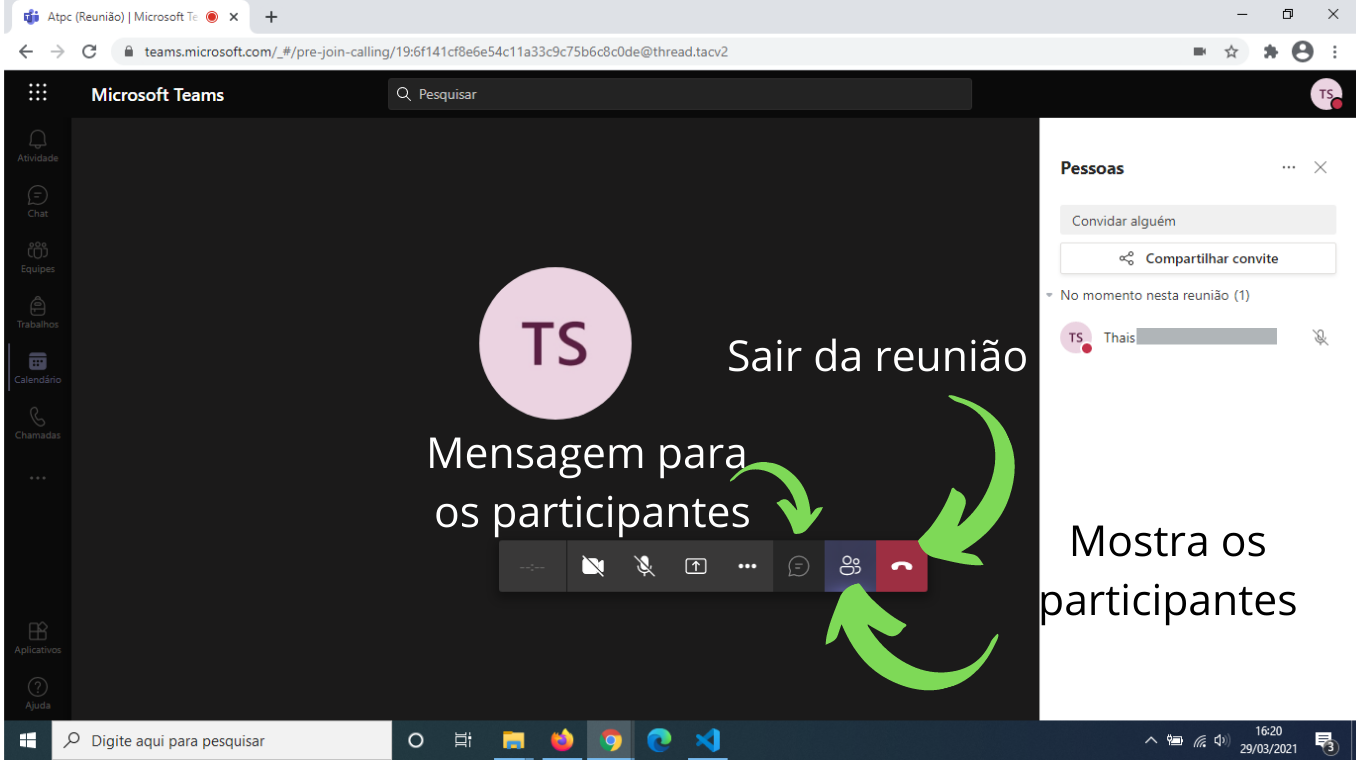 Atpc (Reunião) | Microsoft Te
teams.microsoft.com/_#/pre-join-calling/19:6f141cf8e6e54c11a33c9c75b6c8c0de@thread.tacv2
Microsoft Teams
Pesquisar
TS
Atividade
Chat
Equipes
Trabalhos
Calendário
Chamadas
Aplicativos
Ajuda
TS
Sair da reunião
Mensagem para
os participantes
--:--
Pessoas
Convidar alguém
Compartilhar convite
No momento nesta reunião (1)
TS Thais
Mostra os
participantes
Digite aqui para pesquisar
16:20
29/03/2021
3